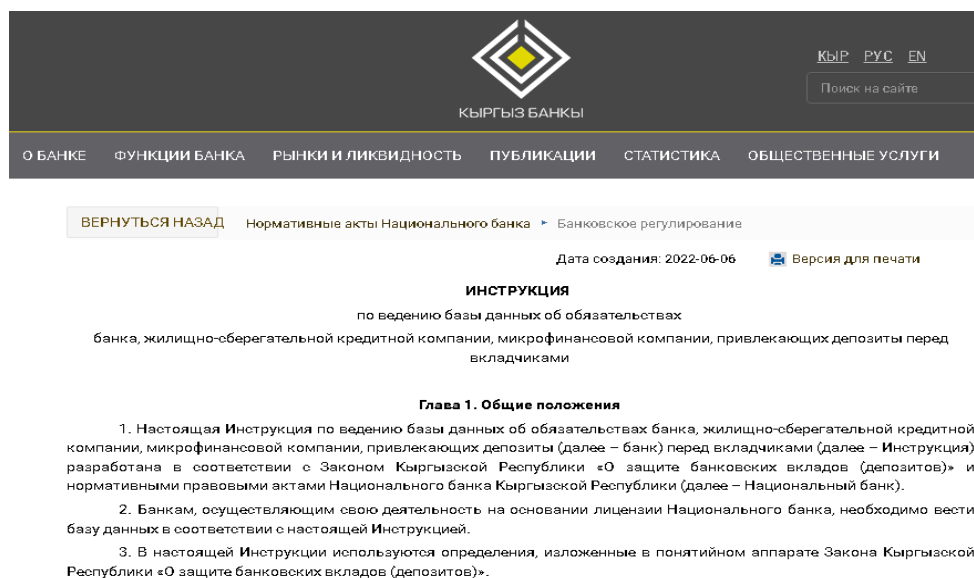 КЫР РУС EN
Поиск на сайте
КЫРГЫЗ БАНКЫ
О БАНКЕ ФУНКЦИИ БАНКА РЫНКИ И ЛИКВИДНОСТЬ ПУБЛИКАЦИИ СТАТИСТИКА ОБЩЕСТВЕННЫЕ УСЛУГИ
ВЕРНУТЬСЯ НАЗАД Нормативные акты Национального банка ► Банковское регулирование
Дата создания: 2022-06-06 Версия для печати
ИНСТРУКЦИЯ
по ведению базы данных об обязательствах
банка, жилищно-сберегательной кредитной компании, микрофинансовой компании, привлекающих депозиты перед
вкладчиками
Глава 1. Общие положения
1. Настоящая Инструкция по ведению базы данных об обязательствах банка, жилищно-сберегательной кредитной
компании, микрофинансовой компании, привлекающих депозиты (далее – банк) перед вкладчиками (далее – Инструкция)
разработана в соответствии с Законом Кыргызской Республики «О защите банковских вкладов (депозитов)» и
нормативными правовыми актами Национального банка Кыргызской Республики (далее – Национальный банк).
2. Банкам, осуществляющим свою деятельность на основании лицензии Национального банка, необходимо вести
базу данных в соответствии с настоящей Инструкцией.
3. В настоящей Инструкции используются определения, изложенные в понятийном аппарате Закона Кыргызской
Республики «О защите банковских вкладов (депозитов)».